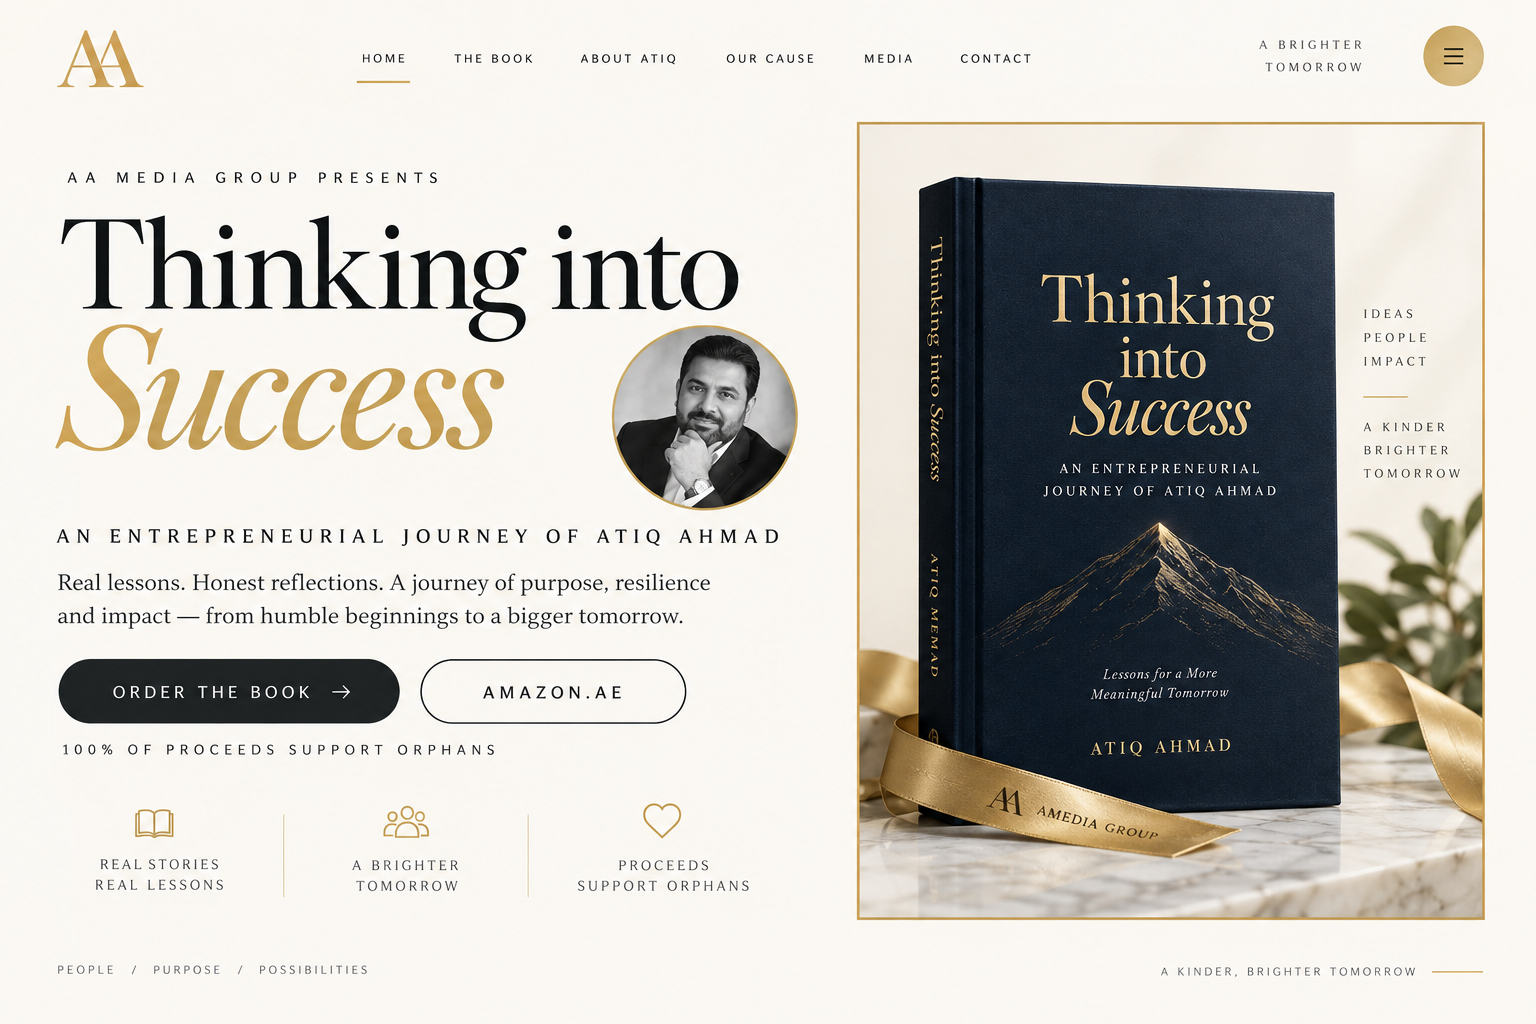 AA
HOME
THE BOOK
ABOUT ATIQ
OUR CAUSE
MEDIA
CONTACT
A BRIGHTER
TOMORROW
AA MEDIA GROUP PRESENTS
Thinking into
Success
AN ENTREPRENEURIAL JOURNEY OF ATIQ AHMAD
Real lessons. Honest reflections. A journey of purpose, resilience
and impact — from humble beginnings to a bigger tomorrow.
ORDER THE BOOK →
AMAZON.AE
100% OF PROCEEDS SUPPORT ORPHANS
REAL STORIES
REAL LESSONS
A BRIGHTER
TOMORROW
PROCEEDS
SUPPORT ORPHANS
Thinking into Success
ATIQ MEMAD
Thinking
into
Success
AN ENTREPRENEURIAL
JOURNEY OF ATIQ AHMAD
Lessons for a More
Meaningful Tomorrow
ATIQ AHMAD
AA AMEDIA GROUP
IDEAS
PEOPLE
IMPACT
A KINDER
BRIGHTER
TOMORROW
PEOPLE / PURPOSE / POSSIBILITIES
A KINDER, BRIGHTER TOMORROW